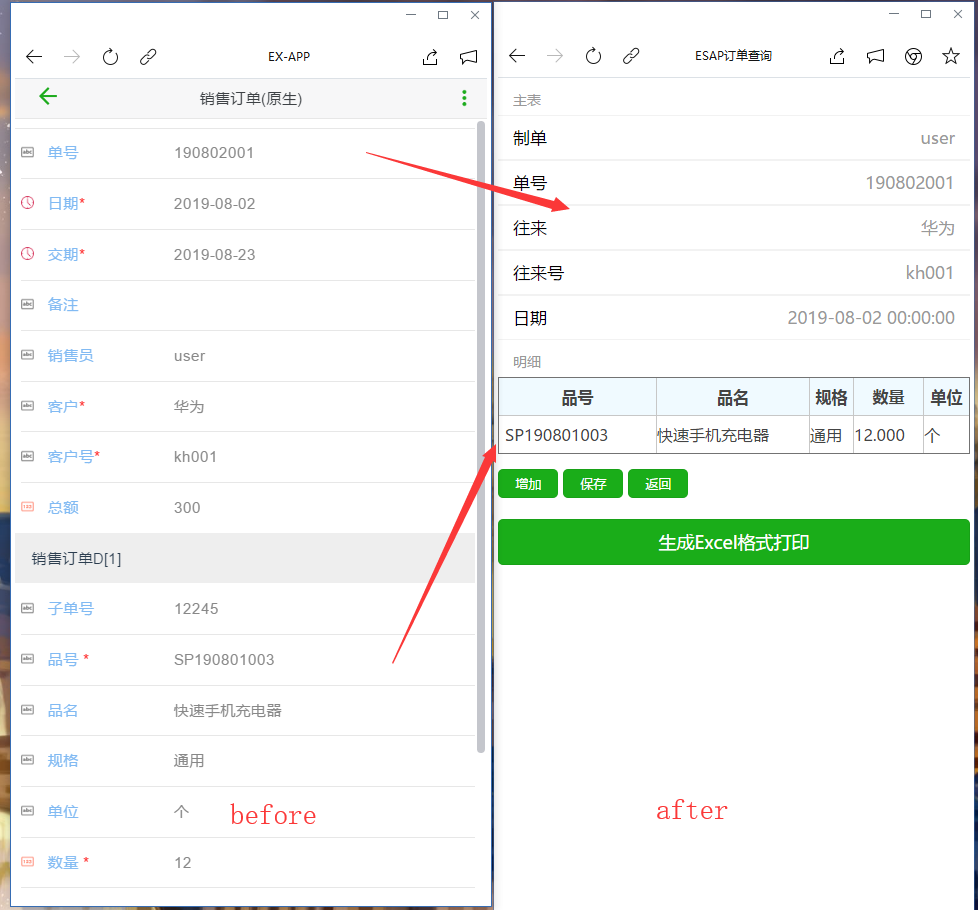 EX-APP
销售订单(原生)
单号 190802001
日期* 2019-08-02
交期* 2019-08-23
备注
销售员 user
客户* 华为
客户号* kh001
总额 300
销售订单D[1]
子单号 12245
品号 * SP190801003
品名 快速手机充电器
规格 通用
单位 个
数量 * 12
before
ESAP订单查询
主表
制单 user
单号 190802001
往来 华为
往来号 kh001
日期 2019-08-02 00:00:00
明细
品号 品名 规格 数量 单位
SP190801003 快速手机充电器 通用 12.000 个
增加 保存 返回
生成Excel格式打印
after